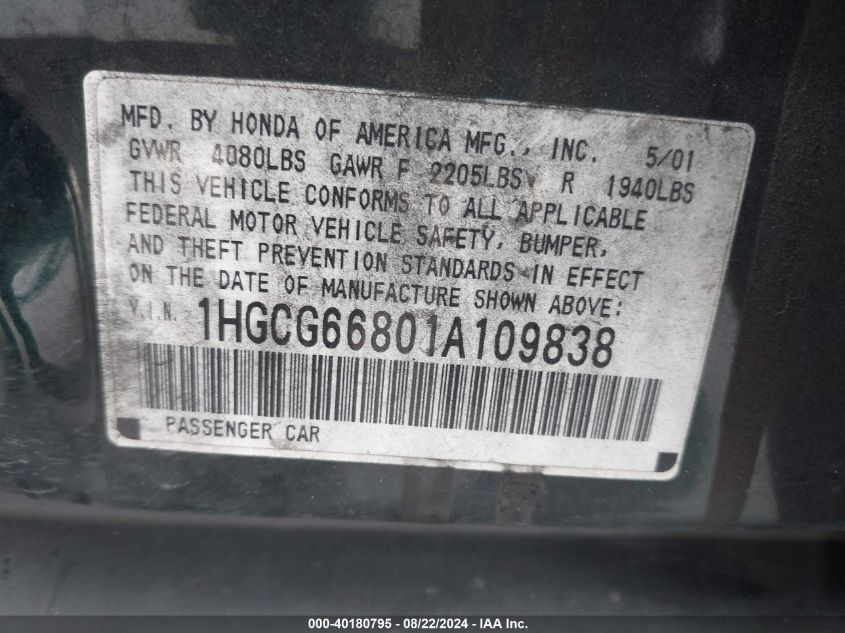 MFD. BY HONDA OF AMERICA MFG., INC. 5/01
GVWR 4080LBS GAWR F 2205LBS R 1940LBS
THIS VEHICLE CONFORMS TO ALL APPLICABLE
FEDERAL MOTOR VEHICLE SAFETY, BUMPER,
AND THEFT PREVENTION STANDARDS IN EFFECT
ON THE DATE OF MANUFACTURE SHOWN ABOVE:
V.I.N. 1HGCG66801A109838
PASSENGER CAR
000-40180795 - 08/22/2024 - IAA Inc.